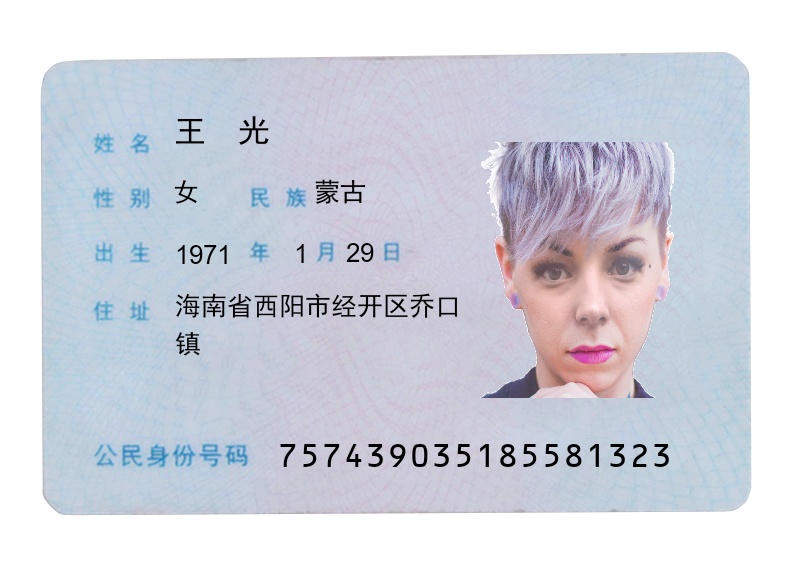 姓名 王光
性别 女 民族 蒙古
出生 1971 年 1 月 29 日
住址 海南省西阳市经开区乔口
镇
公民身份号码 757439035185581323